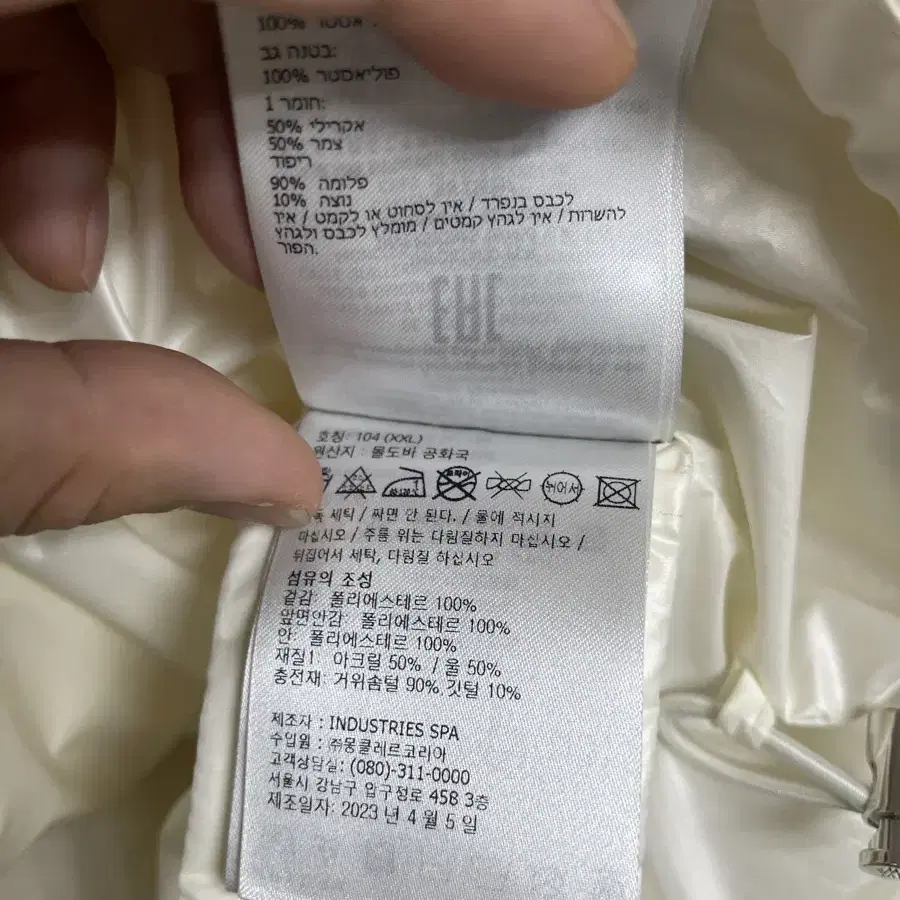 100%
בטנה גב:
פוליאסטר 100%
חומר 1:
אקרילי 50%
צמר 50%
ריפוד
פלומה 90%
נוצה 10%
לכבס בנפרד / אין לסחוט או לקמט / אין
להשרות / אין לגהץ קמטים / מומלץ לכבס ולגהץ
הפוך.
EAC
호칭: 104 (XXL)
원산지 : 몰도바 공화국
뒤집어서
세탁 / 짜면 안 된다. / 물에 적시지
마십시오 / 주름 위는 다림질하지 마십시오 /
뒤집어서 세탁, 다림질 하십시오
섬유의 조성
겉감: 폴리에스테르 100%
앞면안감: 폴리에스테르 100%
안: 폴리에스테르 100%
재질1 아크릴 50% / 울 50%
충전재: 거위솜털 90% 깃털 10%
제조자 : INDUSTRIES SPA
수입원 : ㈜몽클레르코리아
고객상담실: (080)-311-0000
서울시 강남구 압구정로 458 3층
제조일자: 2023 년 4 월 5 일